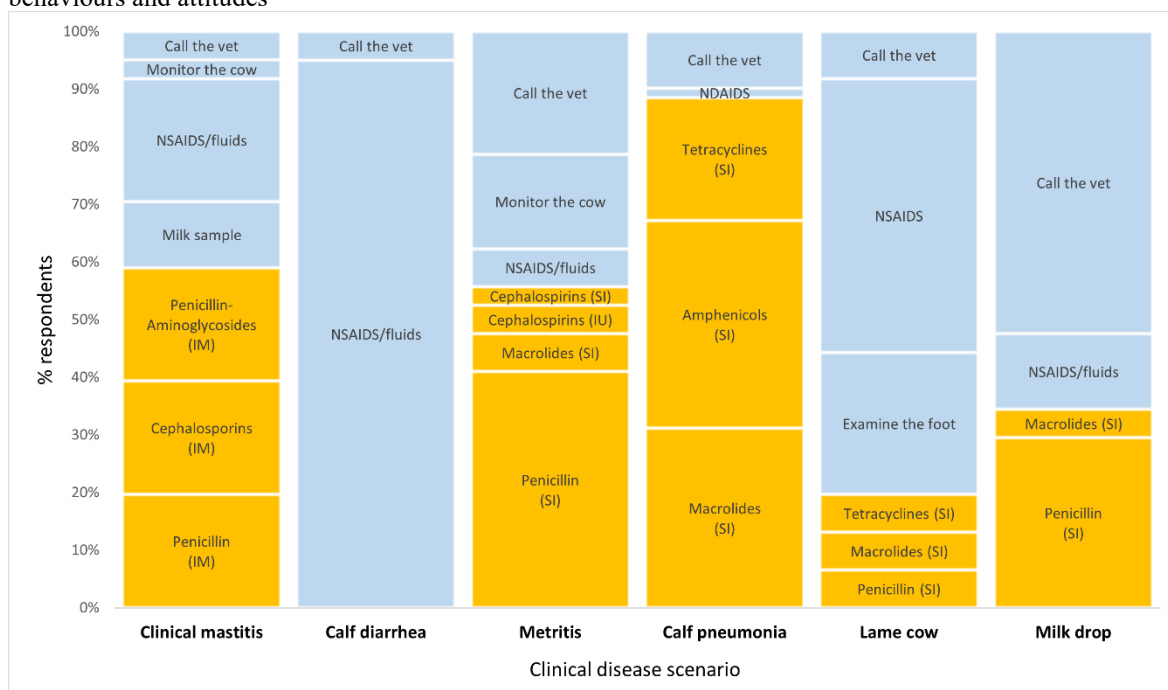 behaviours and attitudes
100%
90%
80%
70%
60%
50%
40%
30%
20%
10%
0%
% respondents
Call the vet
Monitor the cow
NSAIDS/fluids
Milk sample
Penicillin-
Aminoglycosides
(IM)
Cephalosporins
(IM)
Penicillin
(IM)
Call the vet
NSAIDS/fluids
Call the vet
Monitor the cow
NSAIDS/fluids
Cephalospirins (SI)
Cephalospirins (IU)
Macrolides (SI)
Penicillin
(SI)
Call the vet
NDAIDS
Tetracyclines
(SI)
Amphenicols
(SI)
Macrolides
(SI)
Call the vet
NSAIDS
Examine the foot
Tetracyclines (SI)
Macrolides (SI)
Penicillin (SI)
Call the vet
NSAIDS/fluids
Macrolides (SI)
Penicillin
(SI)
Clinical mastitis
Calf diarrhea
Metritis
Calf pneumonia
Lame cow
Milk drop
Clinical disease scenario